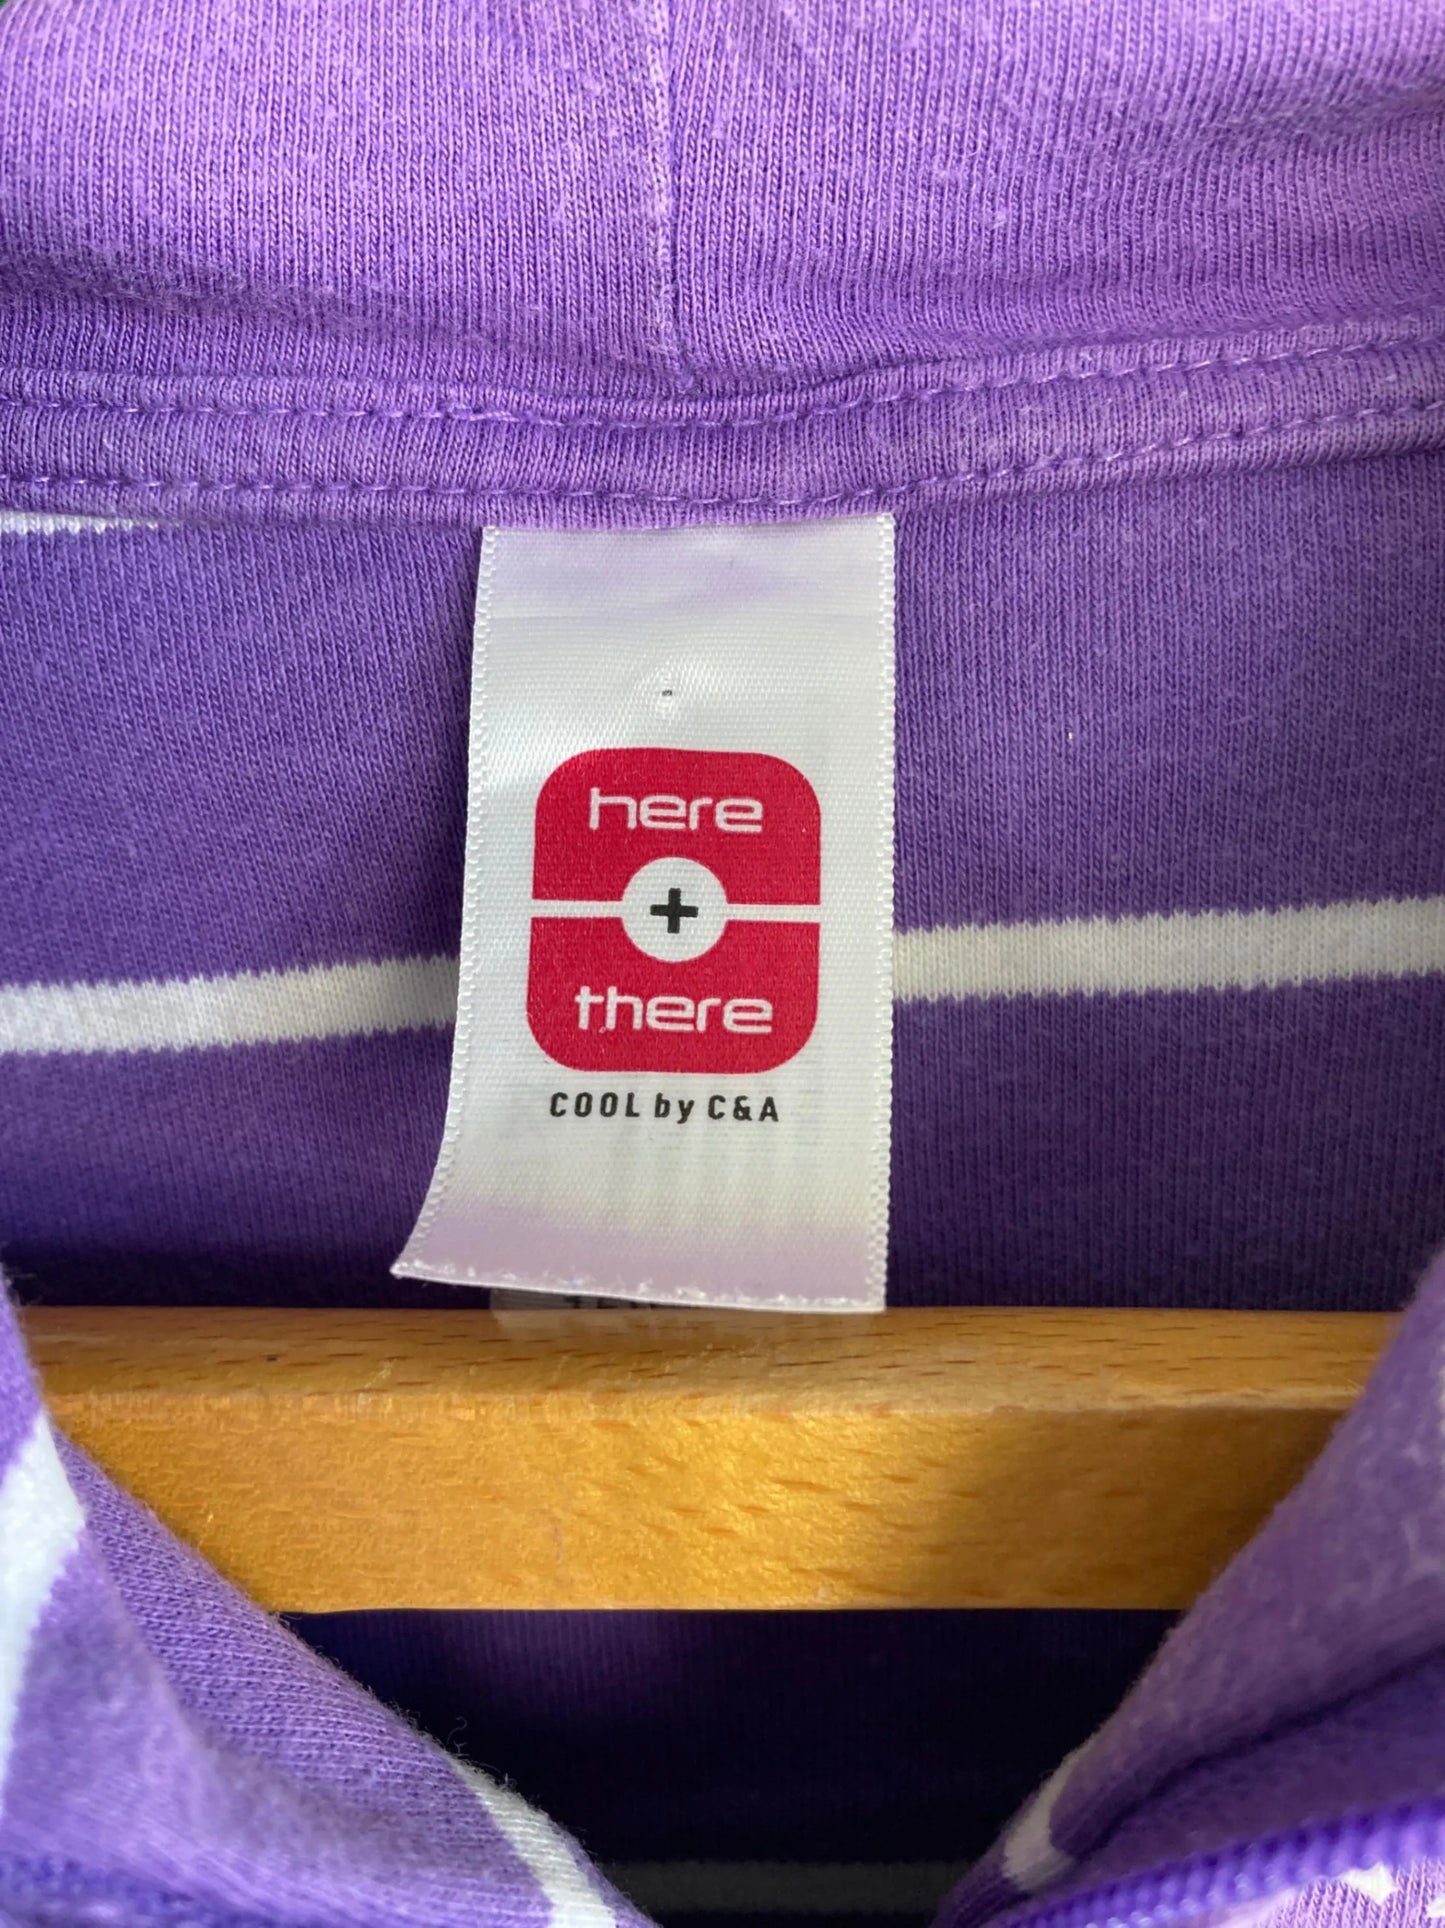 here
+
there
COOL by C&A